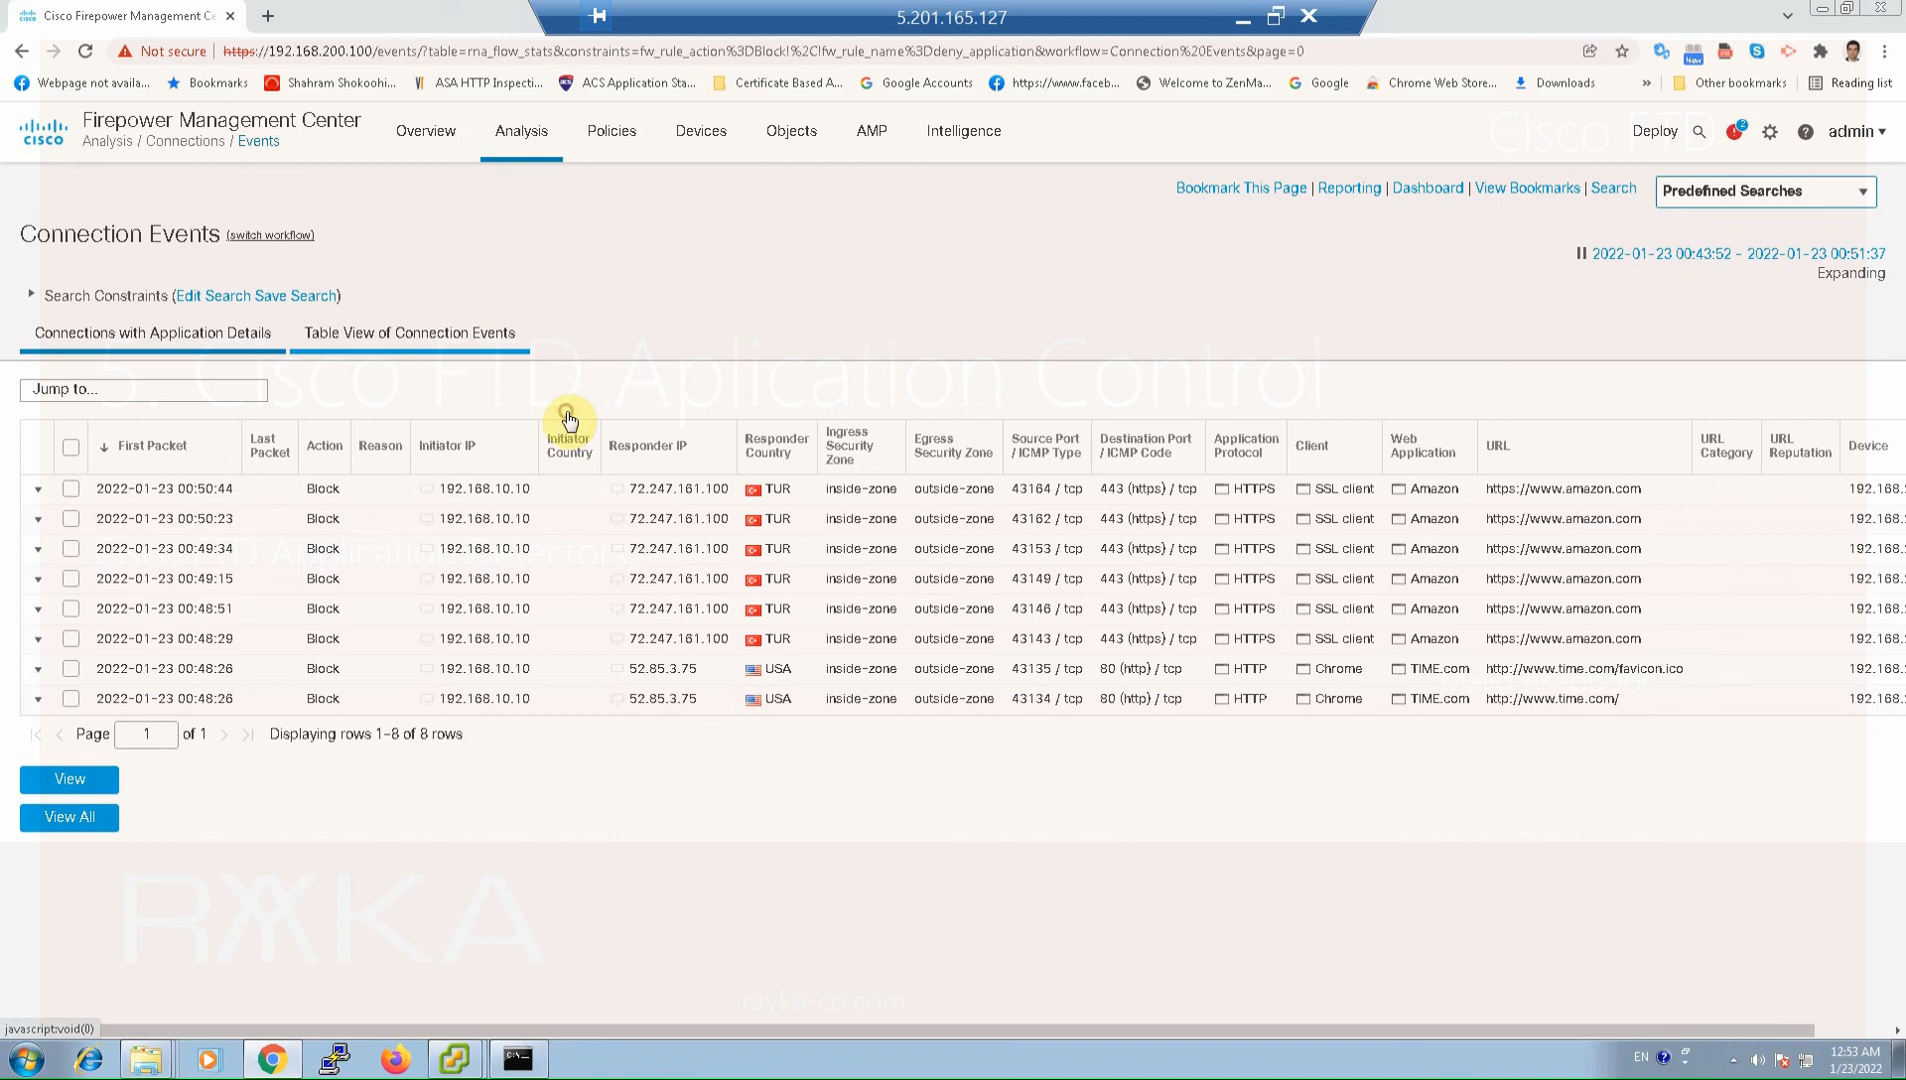 Cisco Firepower Management Ce
5.201.165.127
Not secure https://192.168.200.100/events/?table=rna_flow_stats&constraints=fw_rule_action%3DBlock!%2C!fw_rule_name%3Ddeny_application&workflow=Connection%20Events&page=0
New
Webpage not availa... Bookmarks Shahram Shokoohi... ASA HTTP Inspecti... ACS Application Sta... Certificate Based A... Google Accounts https://www.faceb... Welcome to ZenMa... Google Chrome Web Store... Downloads » Other bookmarks Reading list
Firepower Management Center
Analysis / Connections / Events
Overview Analysis Policies Devices Objects AMP Intelligence
Deploy 2 admin
Cisco FTD
cisco
Bookmark This Page | Reporting | Dashboard | View Bookmarks | Search Predefined Searches
Connection Events (switch workflow)
2022-01-23 00:43:52 - 2022-01-23 00:51:37
Expanding
Search Constraints (Edit Search Save Search)
Connections with Application Details Table View of Connection Events
5. Cisco FTD Aplication Control
Jump to...
First Packet Last Packet Action Reason Initiator IP Initiator Country Responder IP Responder Country Ingress Security Zone Egress Security Zone Source Port / ICMP Type Destination Port / ICMP Code Application Protocol Client Web Application URL URL Category URL Reputation Device
2022-01-23 00:50:44 Block 192.168.10.10 72.247.161.100 TUR inside-zone outside-zone 43164 / tcp 443 (https) / tcp HTTPS SSL client Amazon https://www.amazon.com 192.168.
2022-01-23 00:50:23 Block 192.168.10.10 72.247.161.100 TUR inside-zone outside-zone 43162 / tcp 443 (https) / tcp HTTPS SSL client Amazon https://www.amazon.com 192.168.
2022-01-23 00:49:34 Block 192.168.10.10 72.247.161.100 TUR inside-zone outside-zone 43153 / tcp 443 (https) / tcp HTTPS SSL client Amazon https://www.amazon.com 192.168.
FTD Application Detectors
2022-01-23 00:49:15 Block 192.168.10.10 72.247.161.100 TUR inside-zone outside-zone 43149 / tcp 443 (https) / tcp HTTPS SSL client Amazon https://www.amazon.com 192.168.
2022-01-23 00:48:51 Block 192.168.10.10 72.247.161.100 TUR inside-zone outside-zone 43146 / tcp 443 (https) / tcp HTTPS SSL client Amazon https://www.amazon.com 192.168.
2022-01-23 00:48:29 Block 192.168.10.10 72.247.161.100 TUR inside-zone outside-zone 43143 / tcp 443 (https) / tcp HTTPS SSL client Amazon https://www.amazon.com 192.168.
2022-01-23 00:48:26 Block 192.168.10.10 52.85.3.75 USA inside-zone outside-zone 43135 / tcp 80 (http) / tcp HTTP Chrome TIME.com http://www.time.com/favicon.ico 192.168.
2022-01-23 00:48:26 Block 192.168.10.10 52.85.3.75 USA inside-zone outside-zone 43134 / tcp 80 (http) / tcp HTTP Chrome TIME.com http://www.time.com/ 192.168.
Page 1 of 1 Displaying rows 1–8 of 8 rows
View
View All
RAYKA
rayka-co.com
javascript:void(0)
EN 12:53 AM
1/23/2022